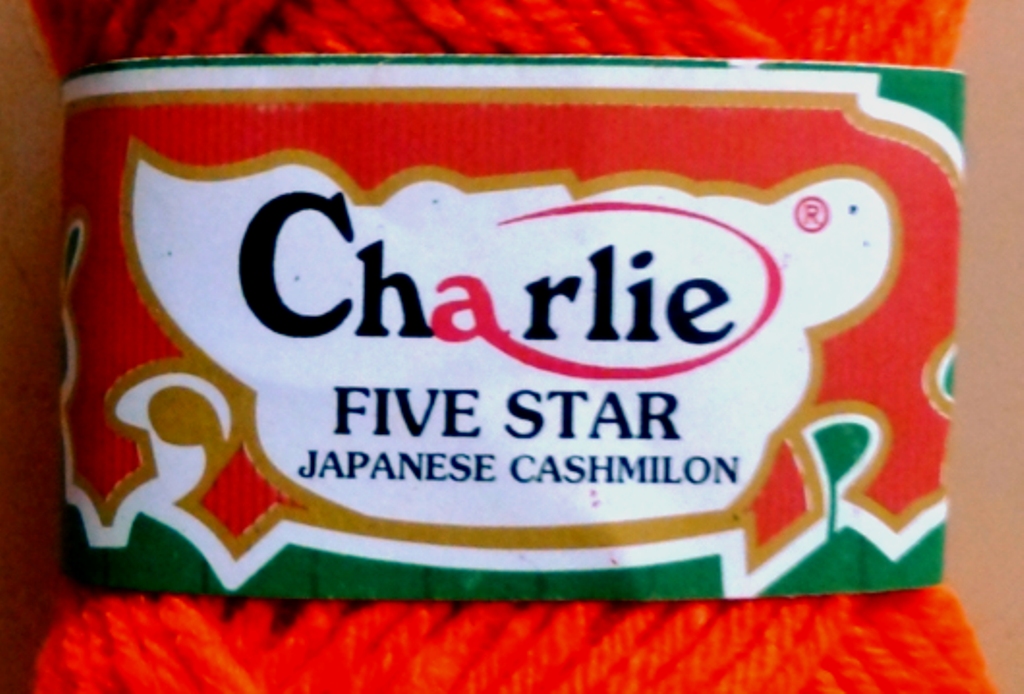 Charlie ®
FIVE STAR
JAPANESE CASHMILON